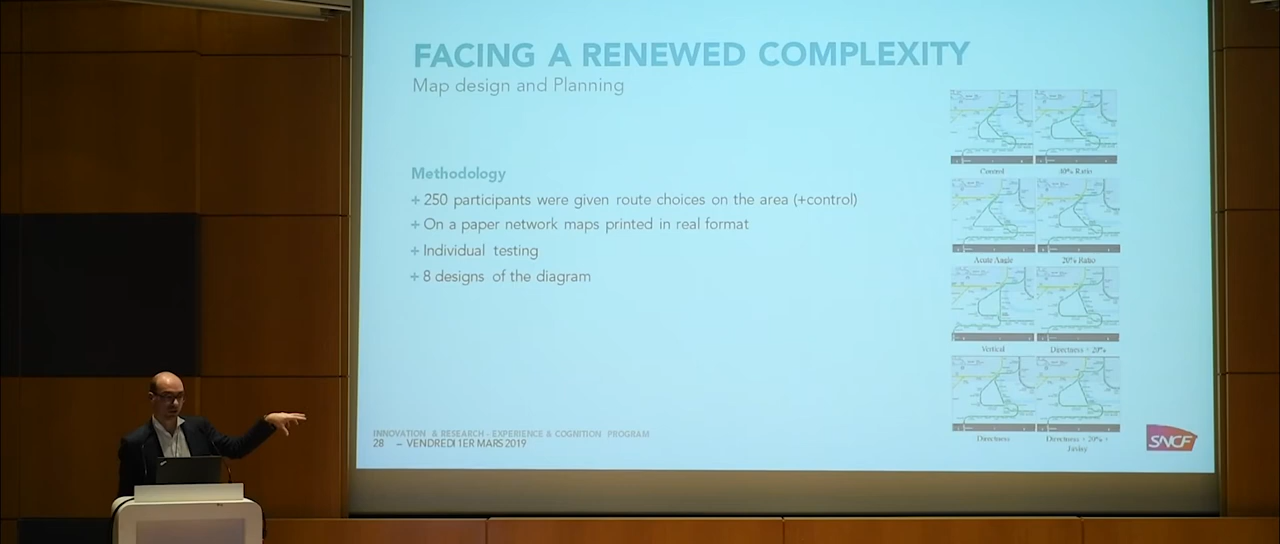 FACING A RENEWED COMPLEXITY
Map design and Planning
Methodology
+ 250 participants were given route choices on the area (+control)
+ On a paper network maps printed in real format
+ Individual testing
+ 8 designs of the diagram
Control
40% Ratio
Acute Angle
20% Ratio
Vertical
Directness + 20%
Directness
Directness + 20% +
INNOVATION & RESEARCH - EXPERIENCE & COGNITION PROGRAM
28 – VENDREDI 1ER MARS 2019
SNCF